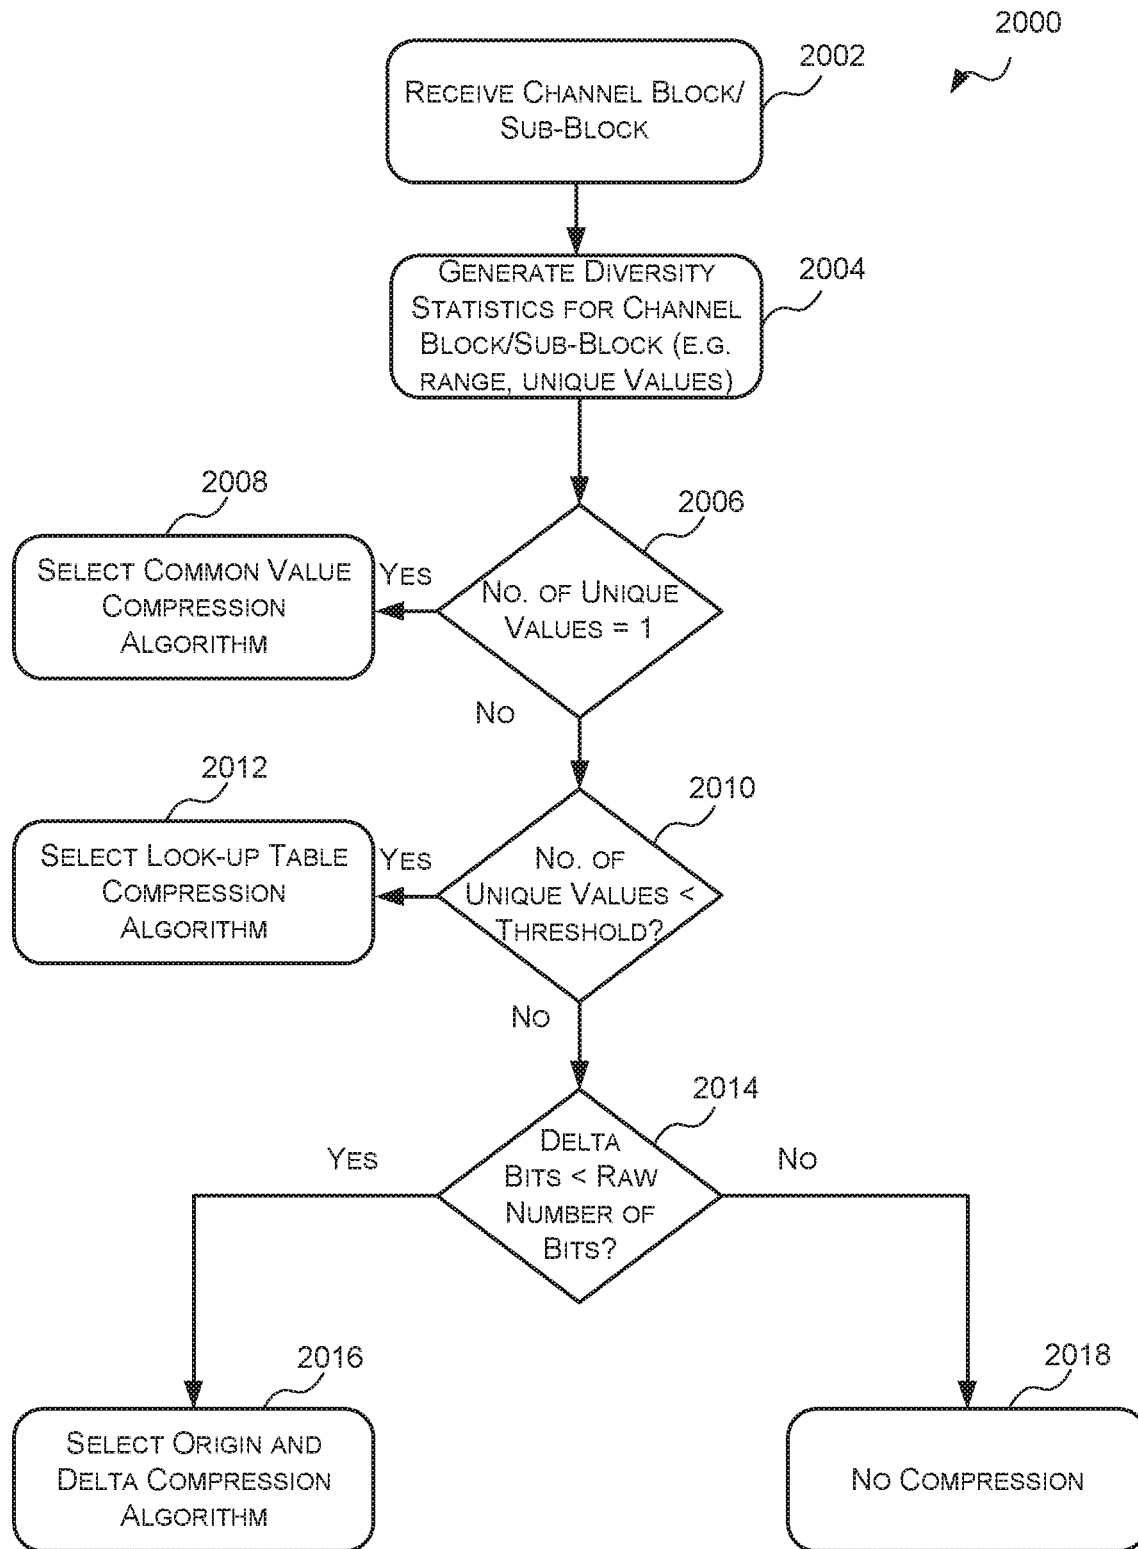 2000
2002
Receive Channel Block/
Sub-Block
2004
Generate Diversity
Statistics for Channel
Block/Sub-Block (e.g.
range, unique Values)
2006
No. of Unique
Values = 1
Yes
2008
Select Common Value
Compression
Algorithm
No
2010
No. of
Unique Values <
Threshold?
Yes
2012
Select Look-up Table
Compression
Algorithm
No
2014
Delta
Bits < Raw
Number of
Bits?
Yes
No
2016
Select Origin and
Delta Compression
Algorithm
2018
No Compression